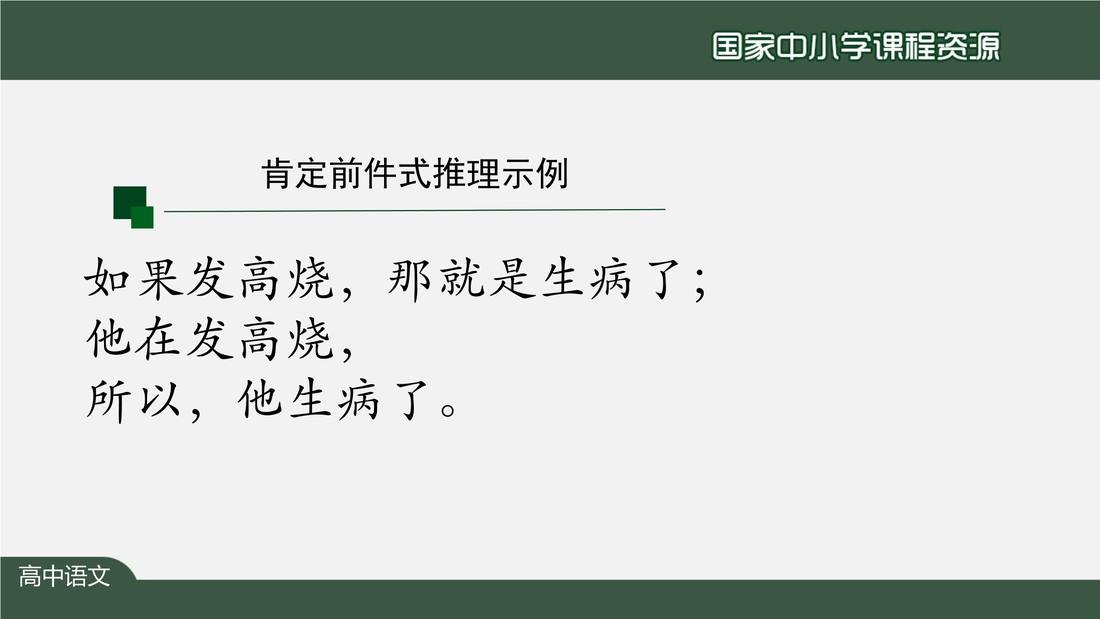 国家中小学课程资源
肯定前件式推理示例
如果发高烧，那就是生病了；
他在发高烧，
所以，他生病了。
高中语文